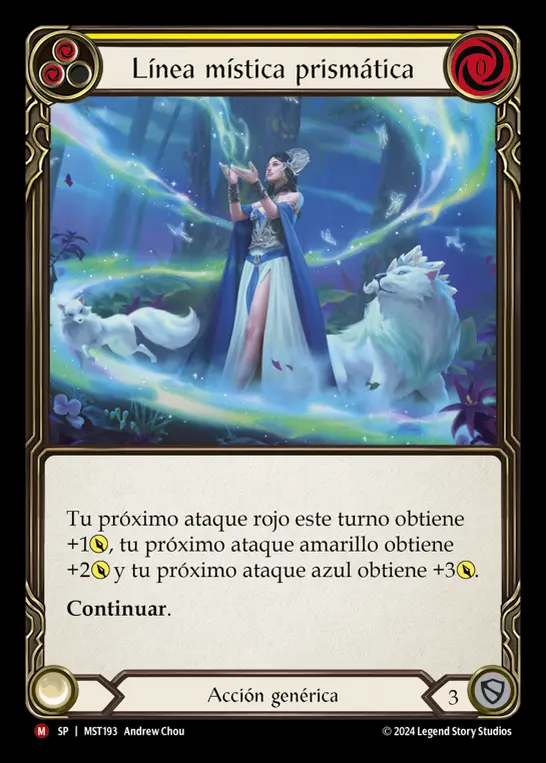 Línea mística prismática
0
Tu próximo ataque rojo este turno obtiene
+1, tu próximo ataque amarillo obtiene
+2 y tu próximo ataque azul obtiene +3.
Continuar.
Acción genérica
3
M SP | MST193 Andrew Chou
© 2024 Legend Story Studios